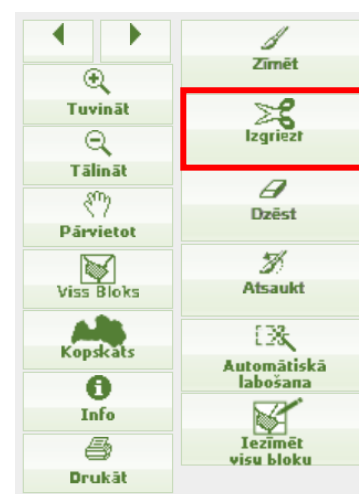 Tuvināt
Tālināt
Pārvietot
Viss Bloks
Kopskats
Info
Drukāt
Zīmēt
Izgriezt
Dzēst
Atsaukt
Automātiskā
labošana
Iezīmēt
visu bloku